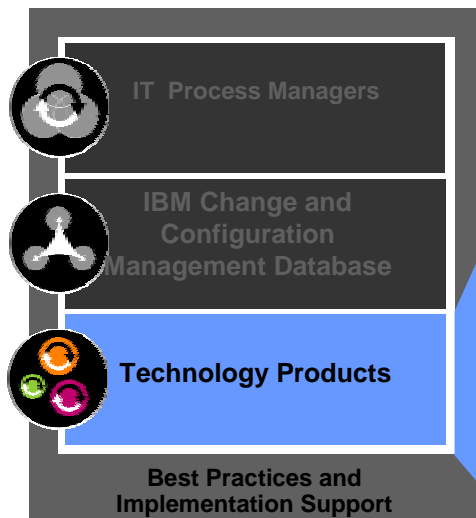 IT  Process Managers
IBM Change and
Configuration
Management Database
Technology Products
Best Practices and
Implementation Support